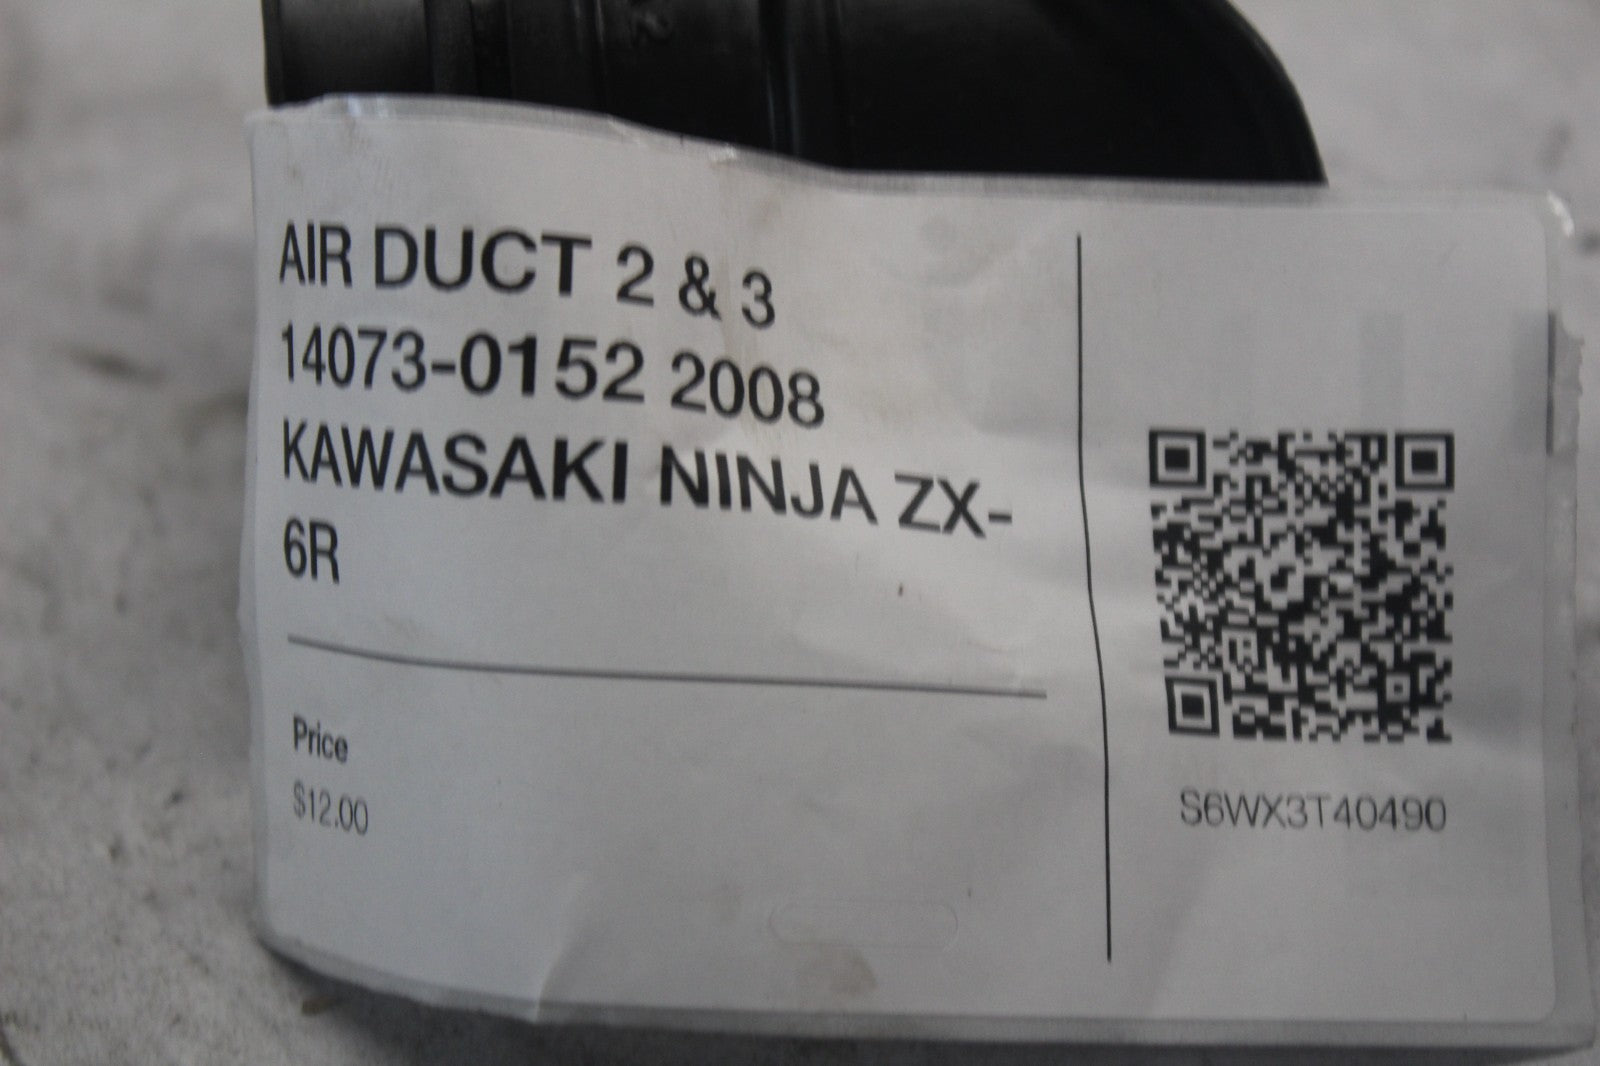 AIR DUCT 2 & 3
14073-0152 2008
KAWASAKI NINJA ZX-
6R
Price
$12.00
S6WX3T40490